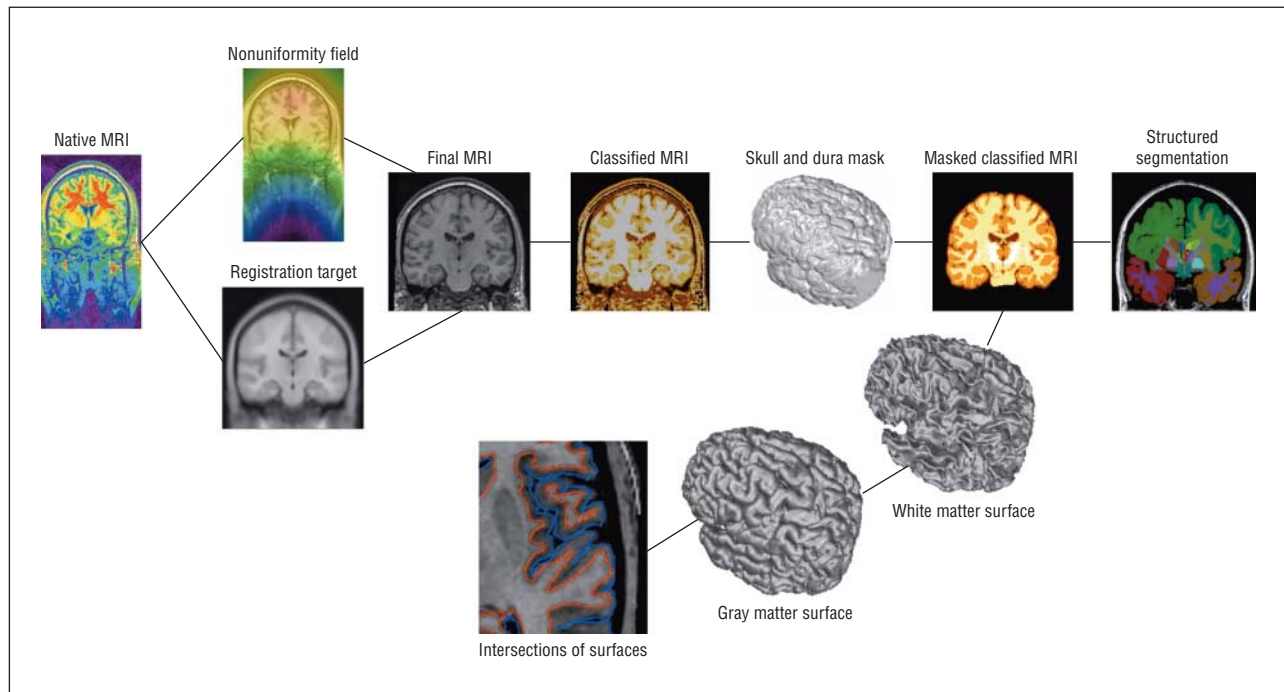 Nonuniformity field
Native MRI
Final MRI
Classified MRI
Skull and dura mask
Masked classified MRI
Structured
segmentation
Registration target
White matter surface
Gray matter surface
Intersections of surfaces